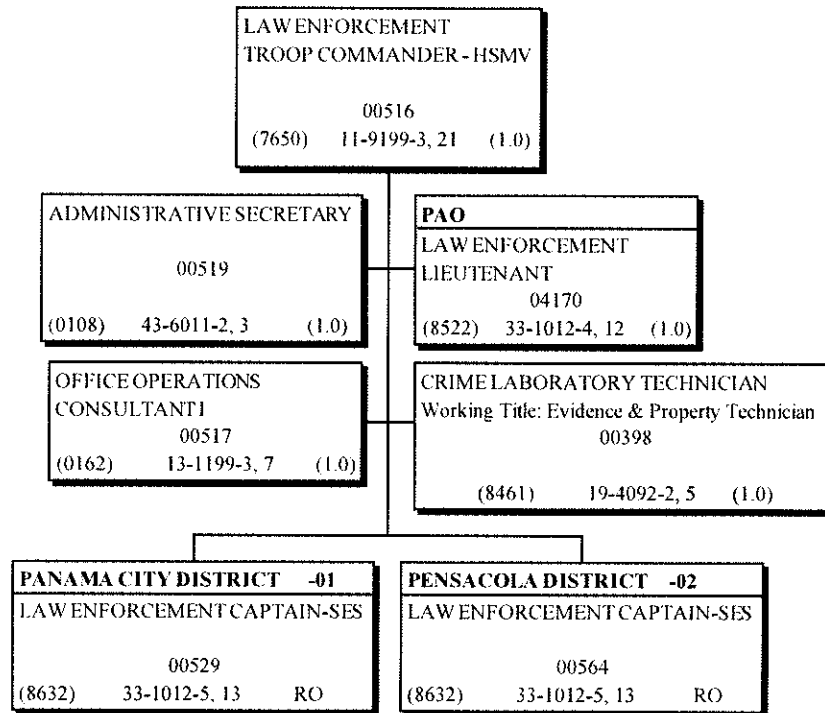 LAW ENFORCEMENT
TROOP COMMANDER - HSMV
00516
(7650) 11-9199-3, 21 (1.0)
ADMINISTRATIVE SECRETARY
00519
(0108) 43-6011-2, 3 (1.0)
PAO
LAW ENFORCEMENT
LIEUTENANT
04170
(8522) 33-1012-4, 12 (1.0)
OFFICE OPERATIONS
CONSULTANT I
00517
(0162) 13-1199-3, 7 (1.0)
CRIME LABORATORY TECHNICIAN
Working Title: Evidence & Property Technician
00398
(8461) 19-4092-2, 5 (1.0)
PANAMA CITY DISTRICT -01
LAW ENFORCEMENT CAPTAIN-SES
00529
(8632) 33-1012-5, 13 RO
PENSACOLA DISTRICT -02
LAW ENFORCEMENT CAPTAIN-SES
00564
(8632) 33-1012-5, 13 RO